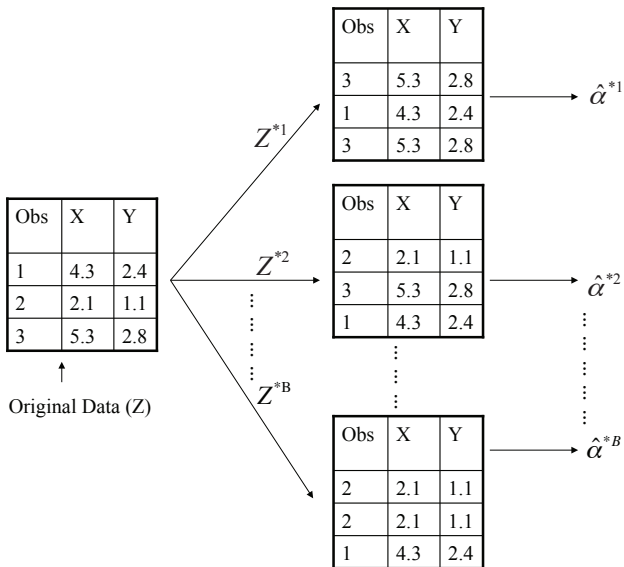 Obs X Y
3 5.3 2.8
1 4.3 2.4
3 5.3 2.8
α̂*1
Z*1
Obs X Y
1 4.3 2.4
2 2.1 1.1
3 5.3 2.8
Original Data (Z)
Z*2
Obs X Y
2 2.1 1.1
3 5.3 2.8
1 4.3 2.4
α̂*2
Z*B
Obs X Y
2 2.1 1.1
2 2.1 1.1
1 4.3 2.4
α̂*B